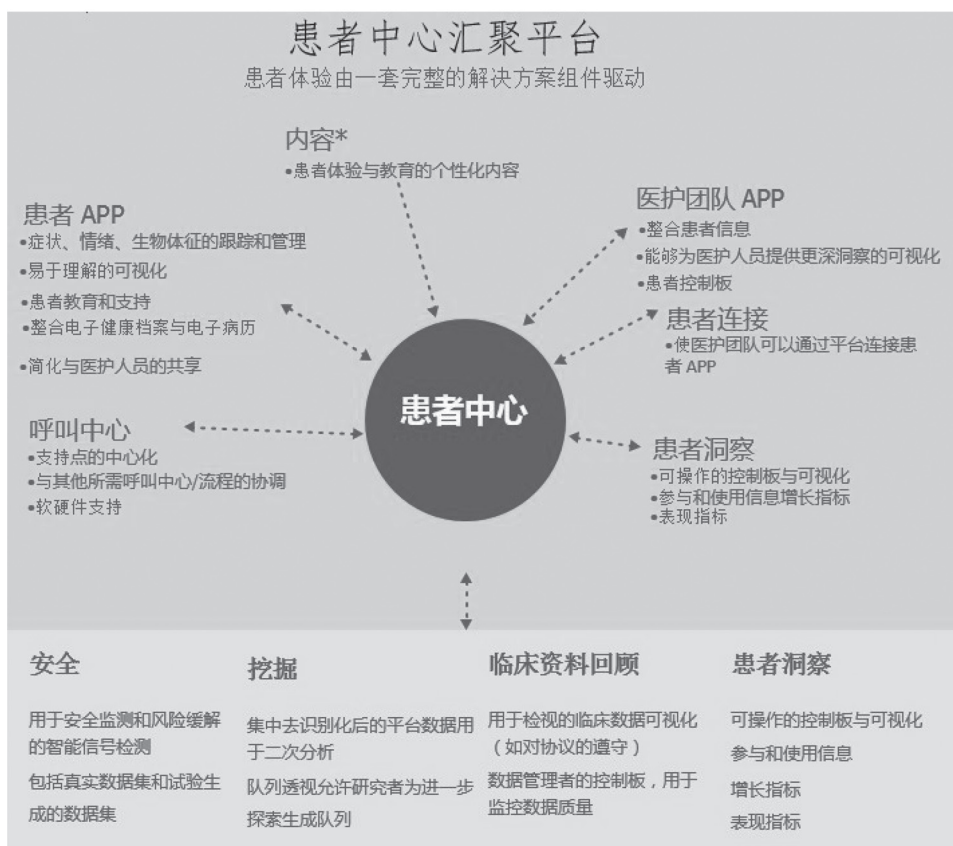 患者中心汇聚平台
患者体验由一套完整的解决方案组件驱动
内容*
•患者体验与教育的个性化内容
患者 APP
•症状、情绪、生物体征的跟踪和管理
•易于理解的可视化
•患者教育和支持
•整合电子健康档案与电子病历
•简化与医护人员的共享
医护团队 APP
•整合患者信息
•能够为医护人员提供更深洞察的可视化
•患者控制板
患者连接
•使医护团队可以通过平台连接患
者 APP
呼叫中心
•支持点的中心化
•与其他所需呼叫中心/流程的协调
•软硬件支持
患者中心
患者洞察
•可操作的控制板与可视化
•参与和使用信息增长指标
•表现指标
安全
用于安全监测和风险缓解
的智能信号检测
包括真实数据集和试验生
成的数据集
挖掘
集中去识别化后的平台数据用
于二次分析
队列透视允许研究者为进一步
探索生成队列
临床资料回顾
用于检视的临床数据可视化
（如对协议的遵守）
数据管理者的控制板，用于
监控数据质量
患者洞察
可操作的控制板与可视化
参与和使用信息
增长指标
表现指标